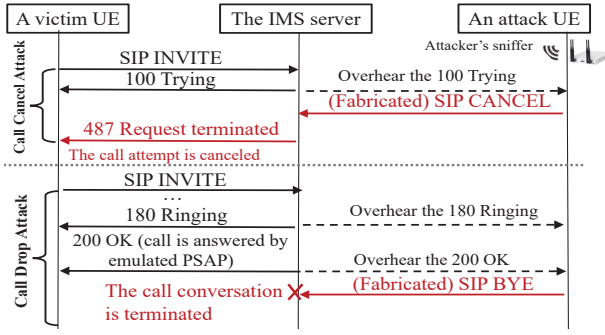 A victim UE
The IMS server
An attack UE
Attacker's sniffer
Call Cancel Attack
SIP INVITE
100 Trying
Overhear the 100 Trying
(Fabricated) SIP CANCEL
487 Request terminated
The call attempt is canceled
Call Drop Attack
SIP INVITE
...
180 Ringing
Overhear the 180 Ringing
200 OK (call is answered by
emulated PSAP)
Overhear the 200 OK
(Fabricated) SIP BYE
The call conversation
is terminated